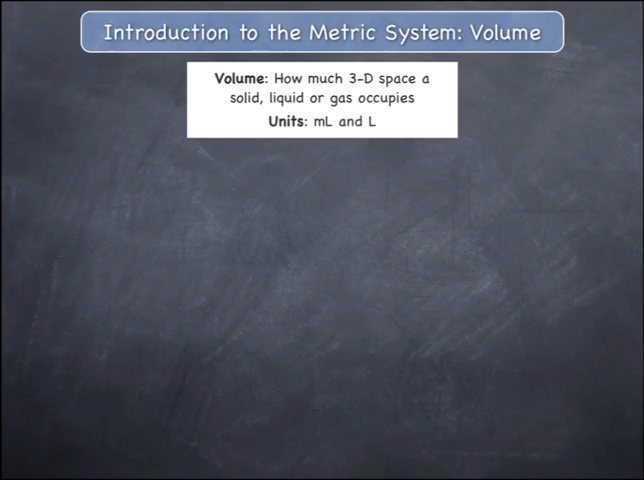 Introduction to the Metric System: Volume
Volume: How much 3-D space a
solid, liquid or gas occupies
Units: mL and L